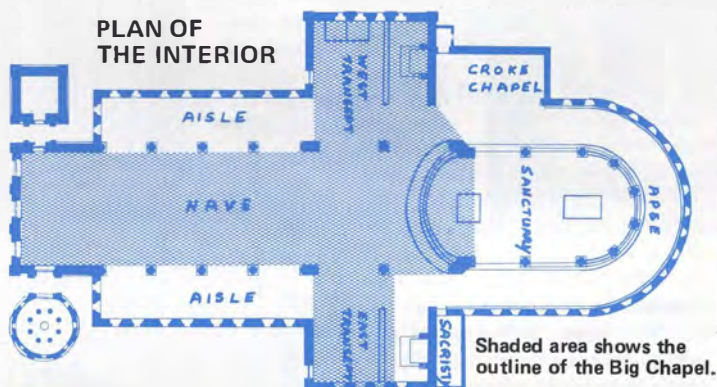 PLAN OF
THE INTERIOR
WEST
TRANSEPT
CROKE
CHAPEL
AISLE
NAVE
SANCTUARY
APSE
AISLE
EAST
TRANSEPT
SACRISTY
Shaded area shows the
outline of the Big Chapel.